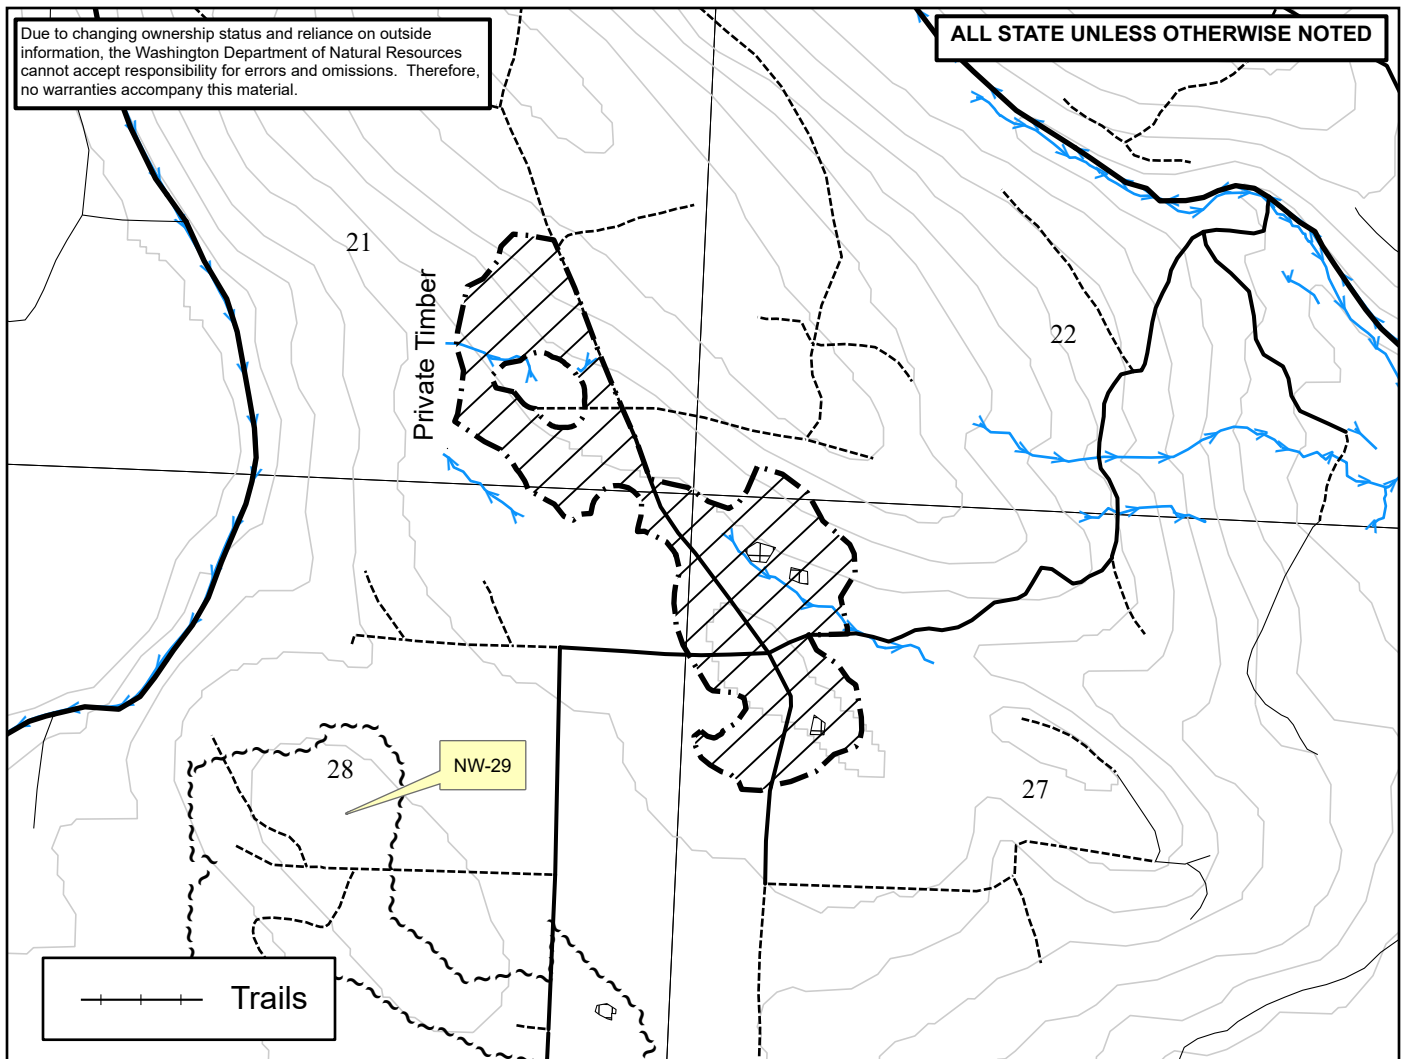 Due to changing ownership status and reliance on outside
information, the Washington Department of Natural Resources
cannot accept responsibility for errors and omissions.  Therefore,
no warranties accompany this material.
ALL STATE UNLESS OTHERWISE NOTED
21
Private Timber
22
28
NW-29
27
Trails